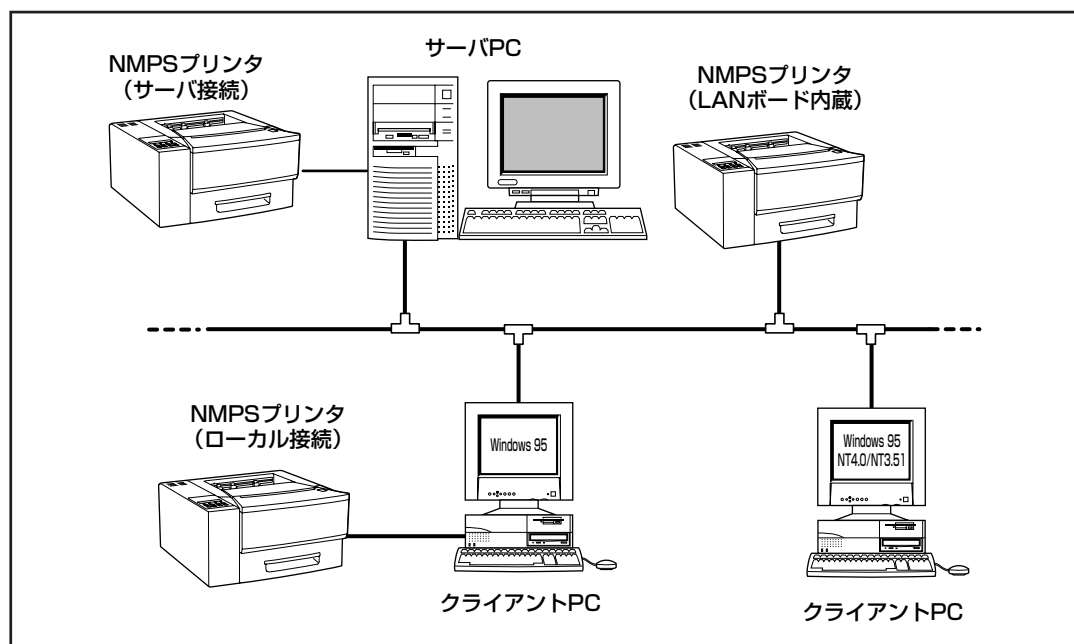 サーバPC
NMPSプリンタ
（サーバ接続）
NMPSプリンタ
（LANボード内蔵）
NMPSプリンタ
（ローカル接続）
Windows 95
Windows 95
NT4.0/NT3.51
クライアントPC
クライアントPC